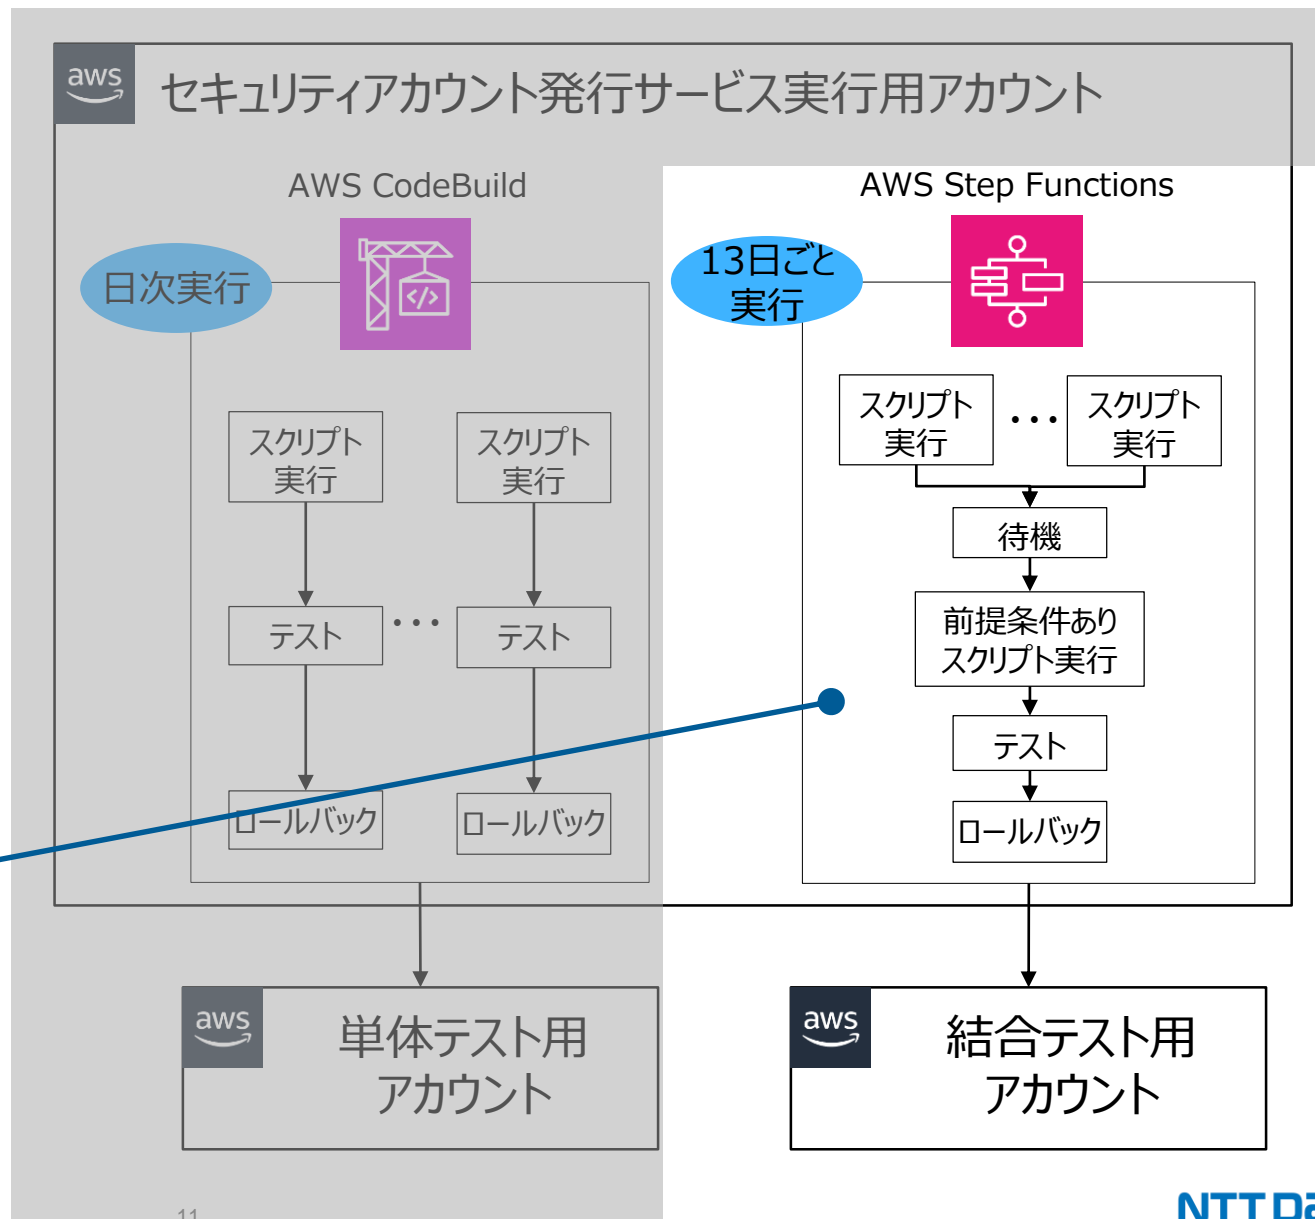 aws
セキュリティアカウント発行サービス実行用アカウント
AWS CodeBuild
日次実行
</>
スクリプト
実行
スクリプト
実行
テスト
・・・
テスト
ロールバック
ロールバック
AWS Step Functions
13日ごと
実行
スクリプト
実行
・・・
スクリプト
実行
待機
前提条件あり
スクリプト実行
テスト
ロールバック
aws
単体テスト用
アカウント
aws
結合テスト用
アカウント
11
NTT Da